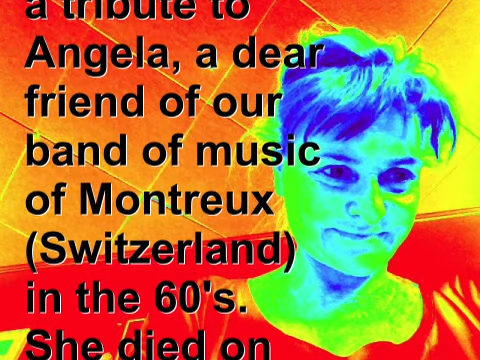 a tribute to
Angela, a dear
friend of our
band of music
of Montreux
(Switzerland)
in the 60's.
She died on